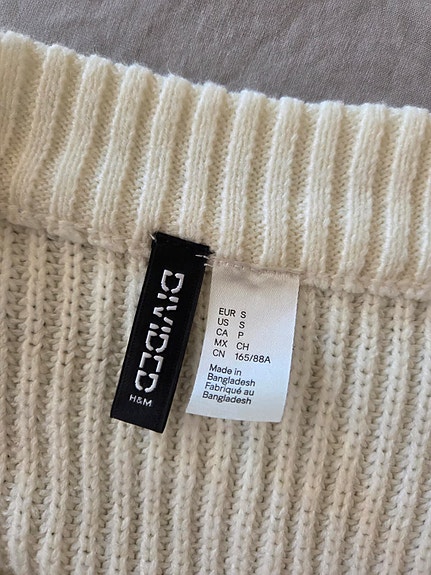 DIVIDED
H&M
EUR S
US S
CA P
MX CH
CN 165/88A
Made in
Bangladesh
Fabriqué au
Bangladesh